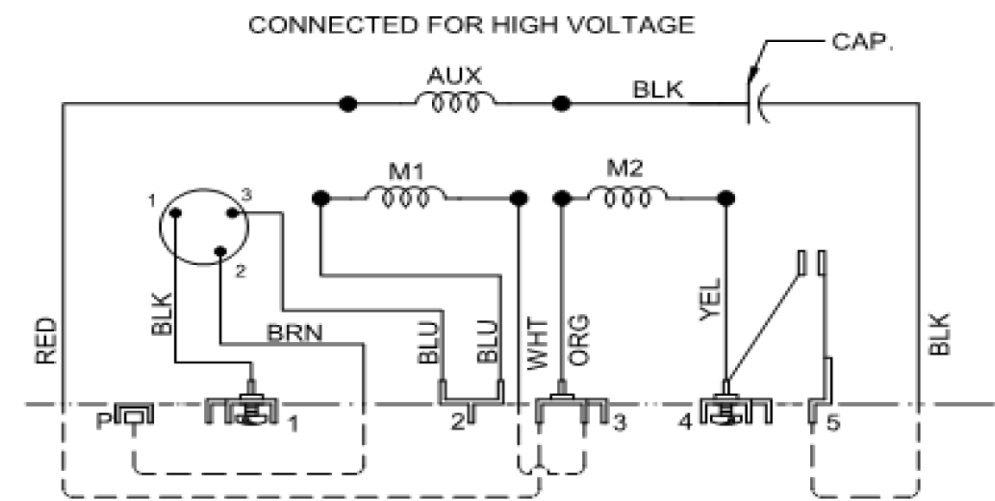 CONNECTED FOR HIGH VOLTAGE
CAP.
AUX
BLK
M1
M2
1
3
2
RED
BLK
BRN
BLU
BLU
WHT
ORG
YEL
BLK
P
1
2
3
4
5